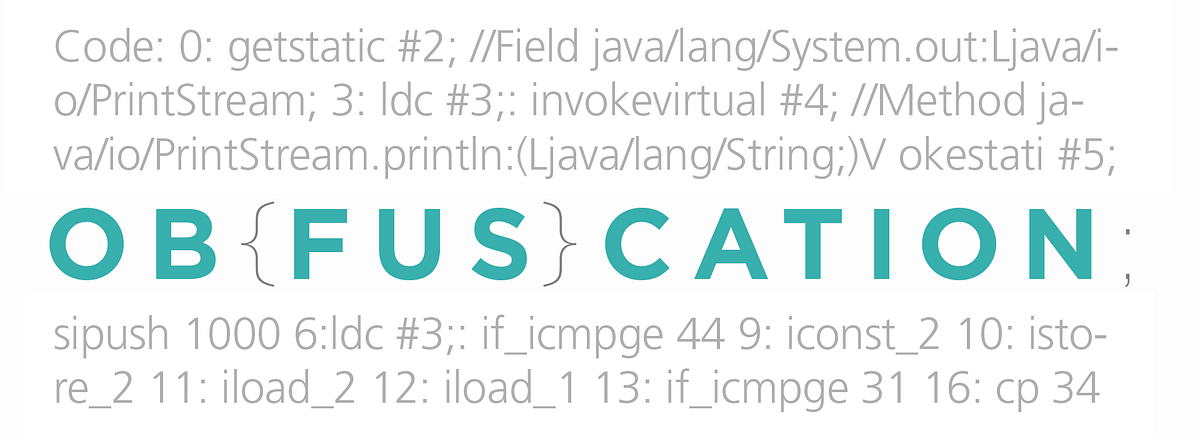 Code: 0: getstatic #2; //Field java/lang/System.out:Ljava/i-
o/PrintStream; 3: ldc #3;: invokevirtual #4; //Method ja-
va/io/PrintStream.println:(Ljava/lang/String;)V okestati #5;
OB{FUS}CATION;
sipush 1000 6:ldc #3;: if_icmpge 44 9: iconst_2 10: isto-
re_2 11: iload_2 12: iload_1 13: if_icmpge 31 16: cp 34